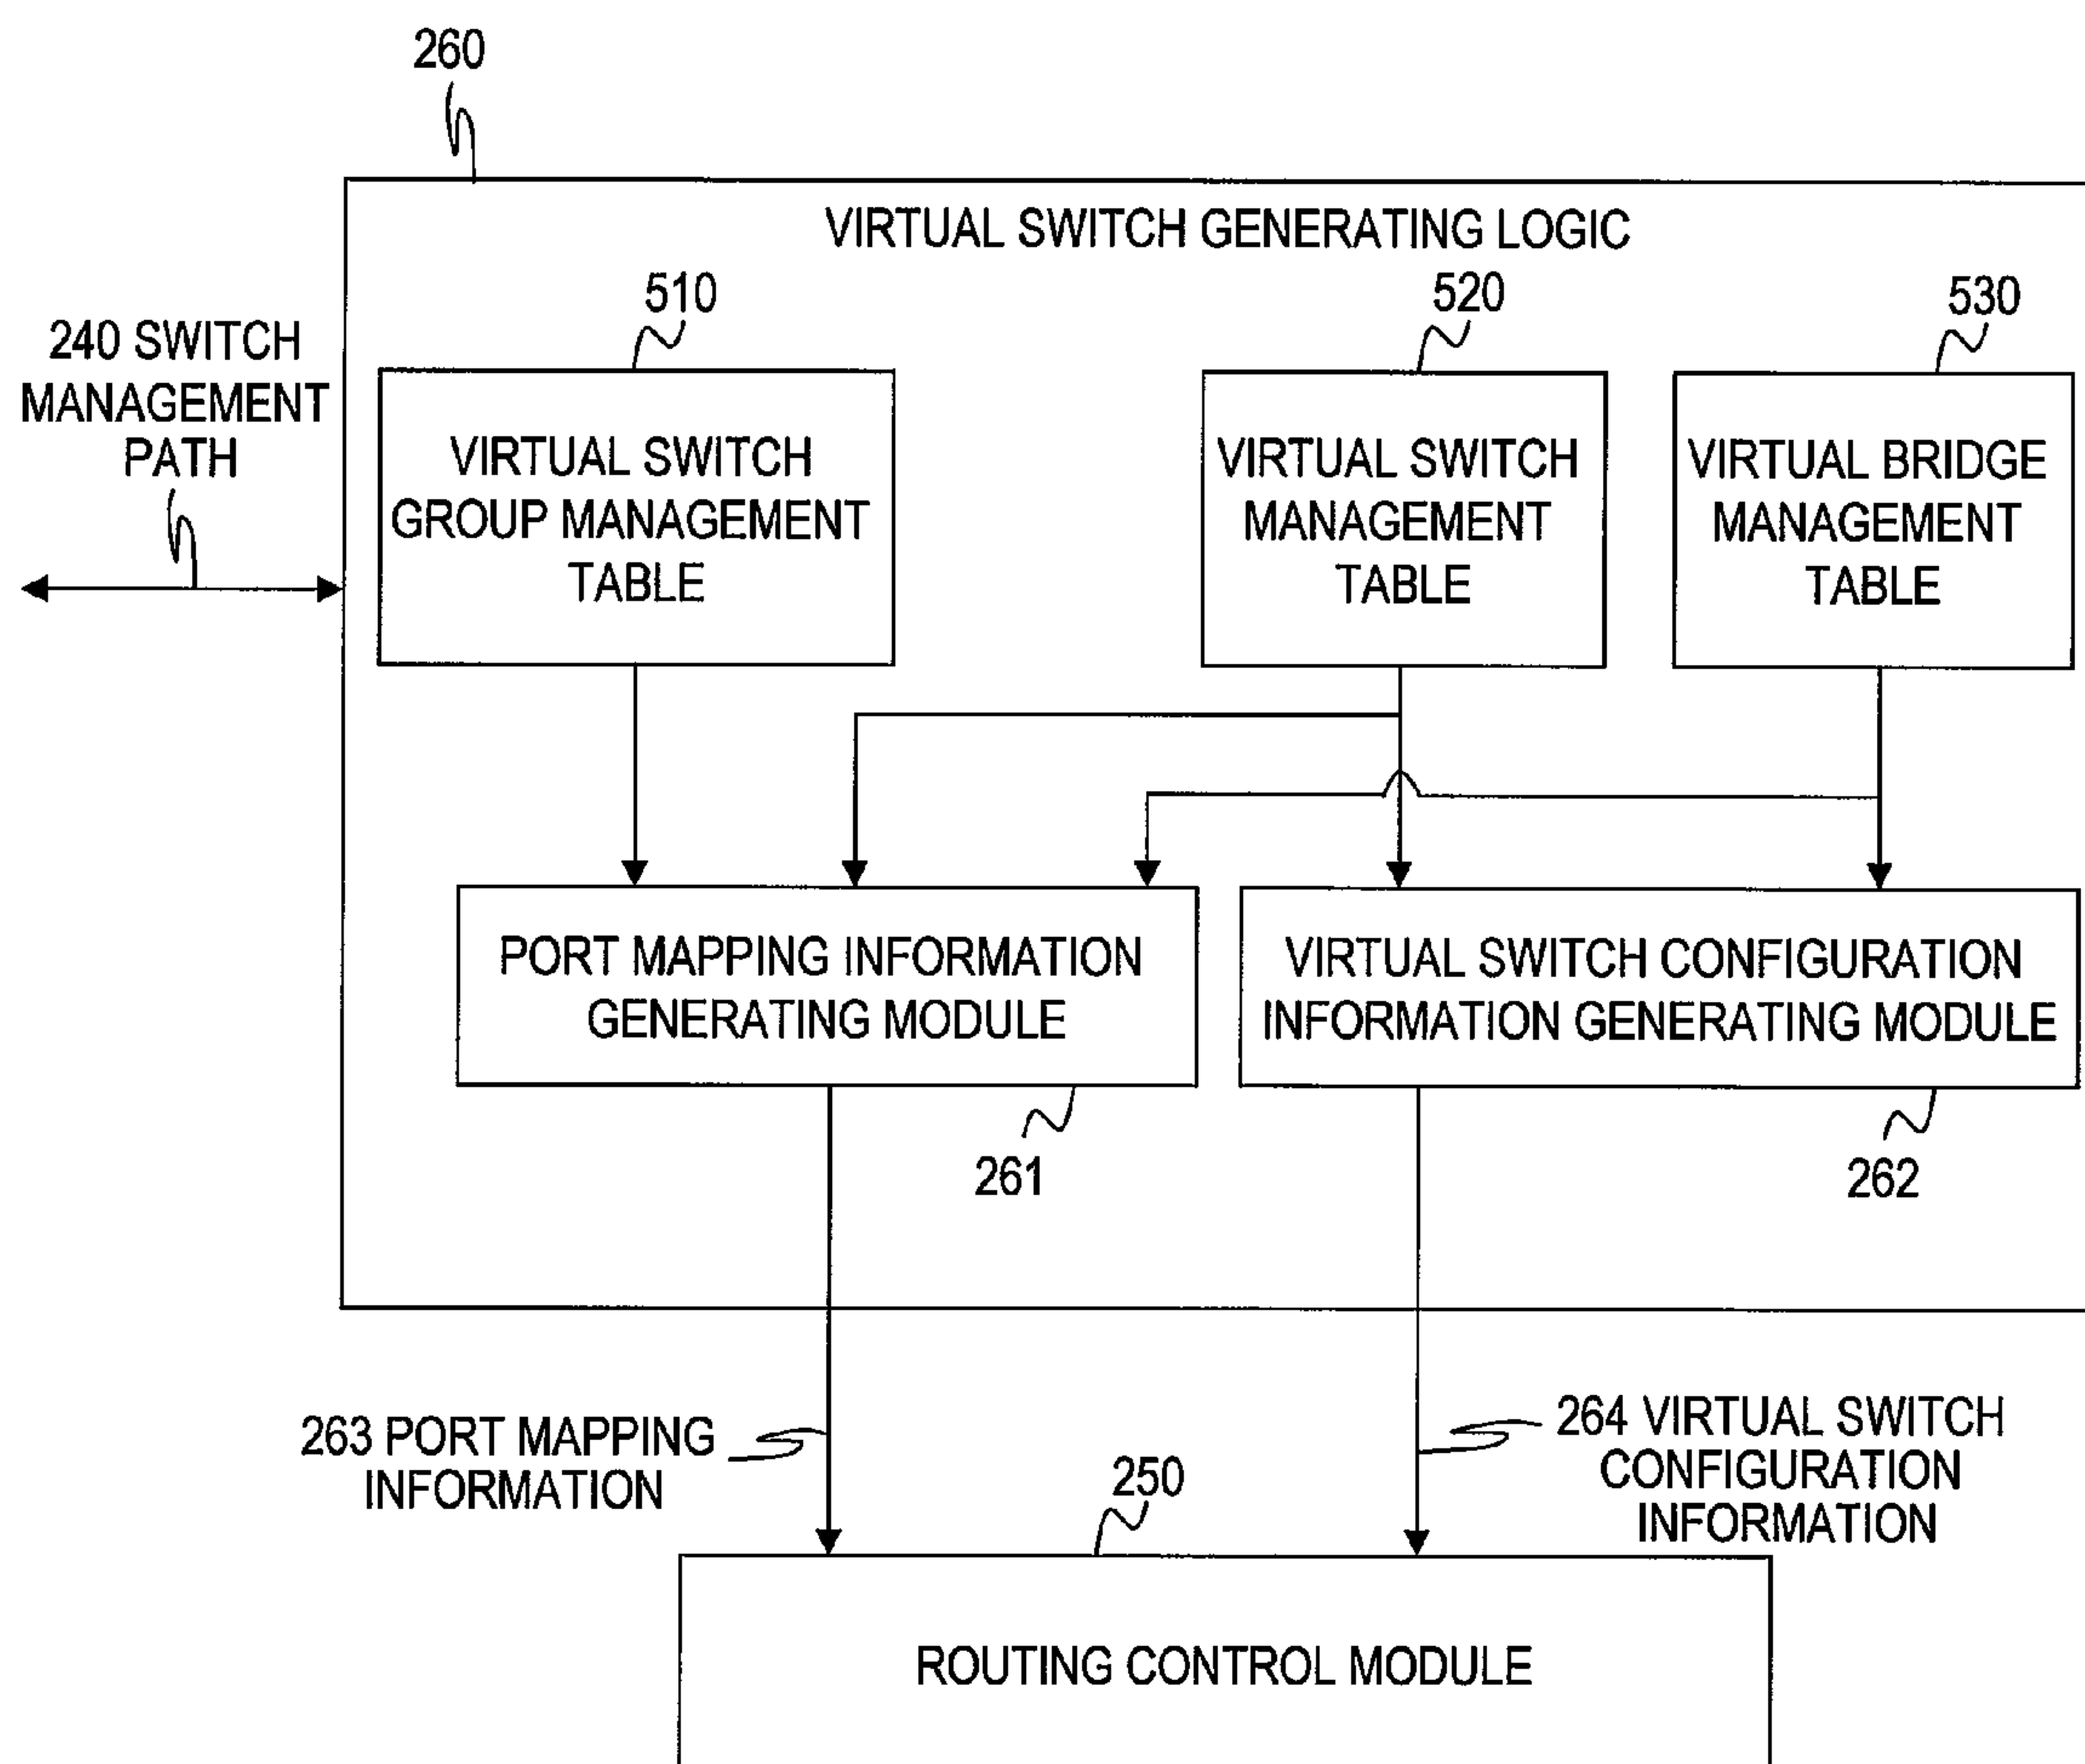 260
VIRTUAL SWITCH GENERATING LOGIC
510
520
530
240 SWITCH
MANAGEMENT
PATH
VIRTUAL SWITCH
GROUP MANAGEMENT
TABLE
VIRTUAL SWITCH
MANAGEMENT
TABLE
VIRTUAL BRIDGE
MANAGEMENT
TABLE
PORT MAPPING INFORMATION
GENERATING MODULE
VIRTUAL SWITCH CONFIGURATION
INFORMATION GENERATING MODULE
261
262
263 PORT MAPPING
INFORMATION
264 VIRTUAL SWITCH
CONFIGURATION
INFORMATION
250
ROUTING CONTROL MODULE